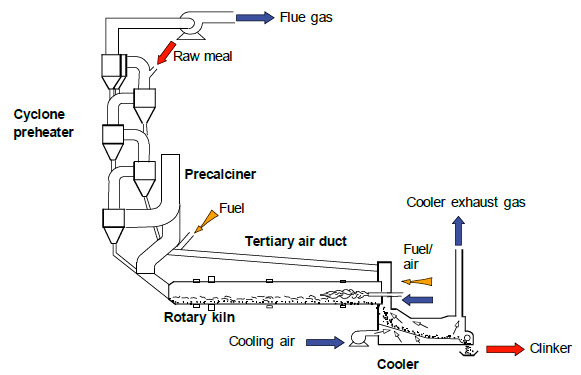 Flue gas
Raw meal
Cyclone
preheater
Precalciner
Fuel
Cooler exhaust gas
Tertiary air duct
Fuel/
air
Rotary kiln
Cooling air
Clinker
Cooler